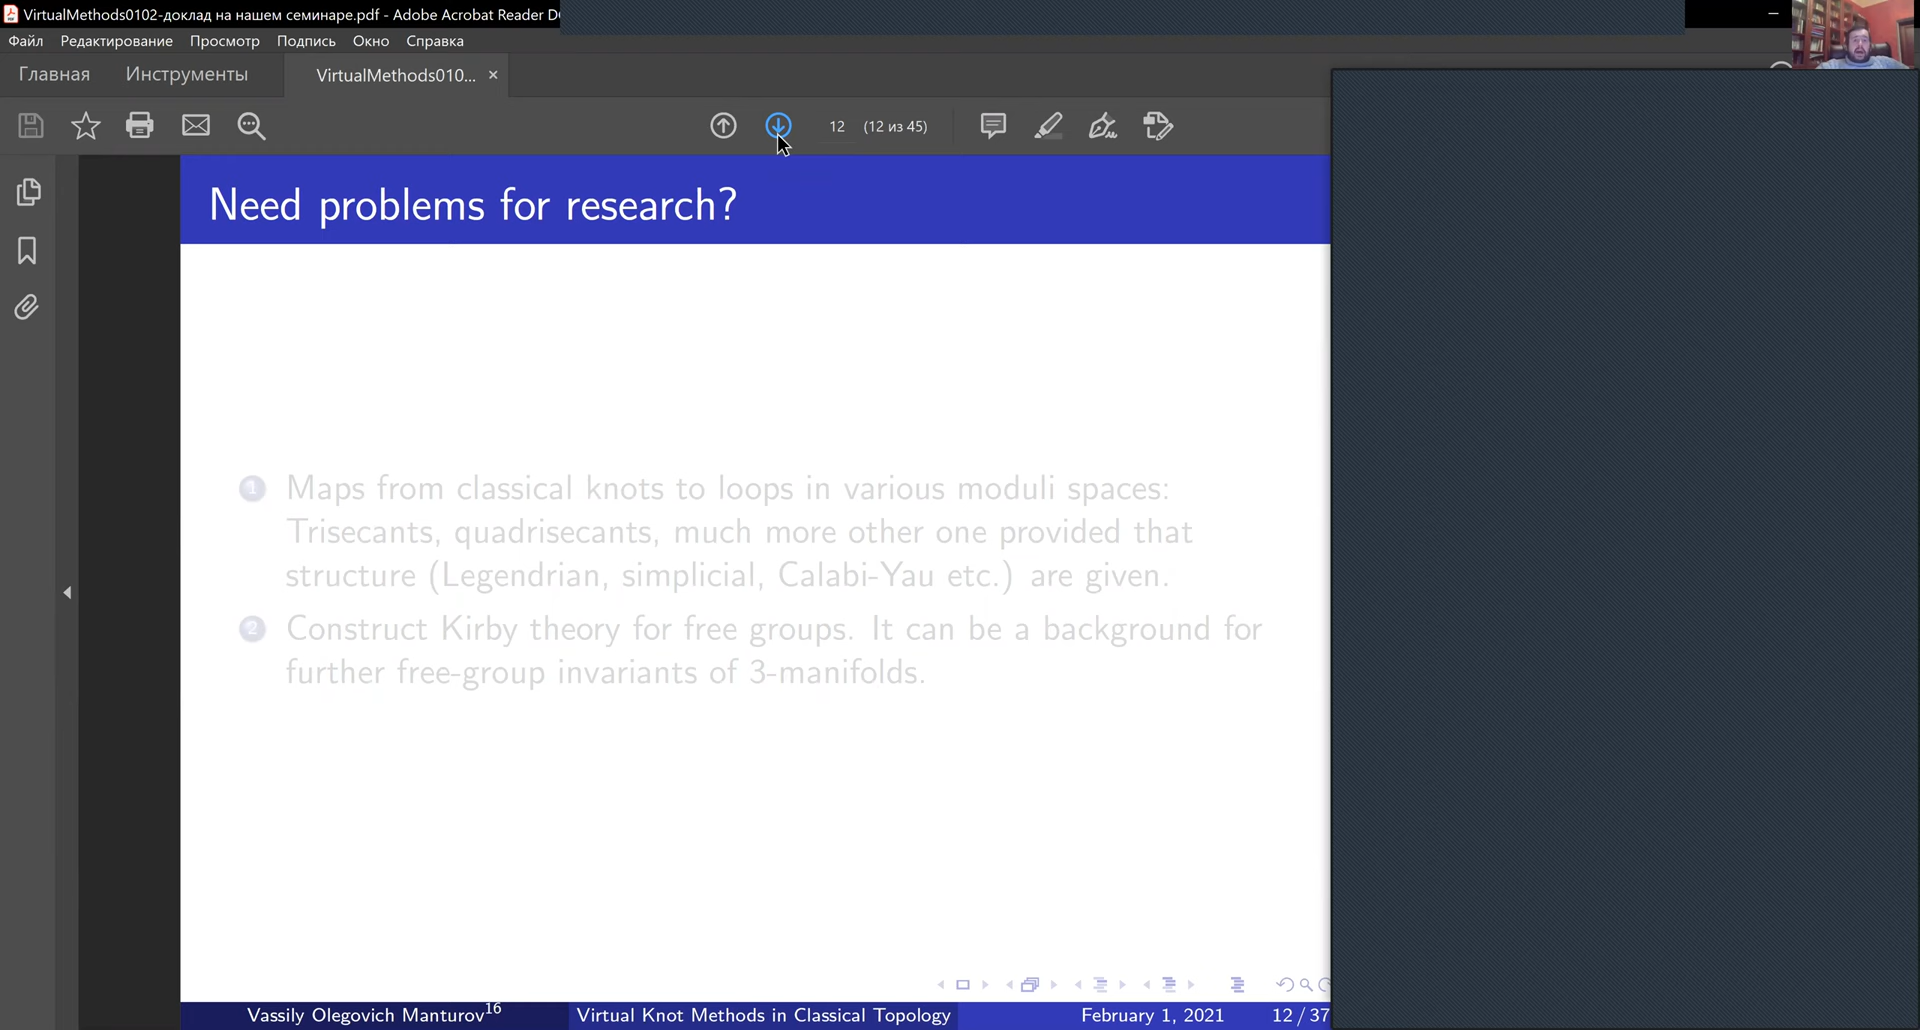 VirtualMethods0102-доклад на нашем семинаре.pdf - Adobe Acrobat Reader D
Файл Редактирование Просмотр Подпись Окно Справка
Главная Инструменты VirtualMethods010... ×
12 (12 из 45)
Need problems for research?
1 Maps from classical knots to loops in various moduli spaces:
Trisecants, quadrisecants, much more other one provided that
structure (Legendrian, simplicial, Calabi-Yau etc.) are given.
2 Construct Kirby theory for free groups. It can be a background for
further free-group invariants of 3-manifolds.
Vassily Olegovich Manturov16 Virtual Knot Methods in Classical Topology February 1, 2021 12 / 37